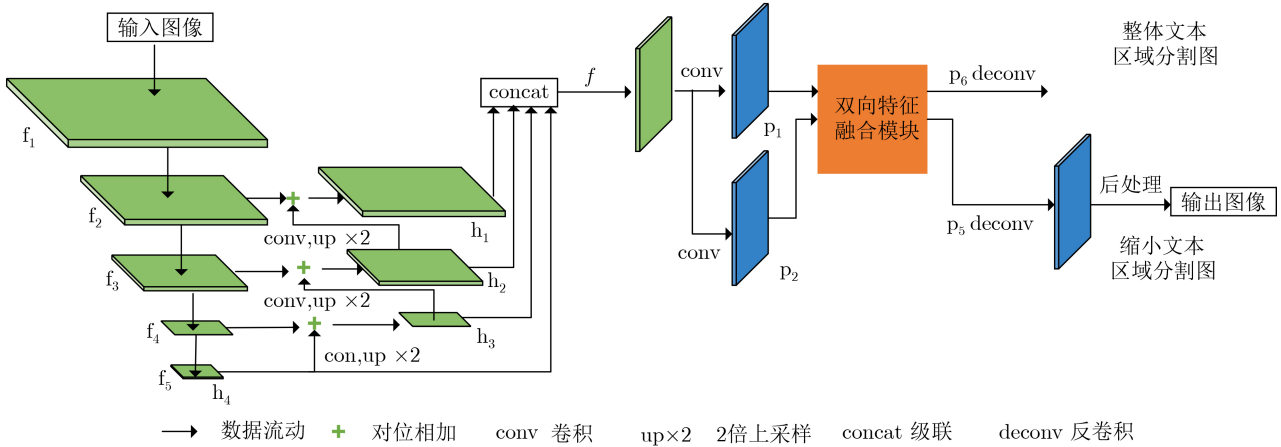 输入图像
f1
f2
f3
f4
f5
h4
conv,up ×2
conv,up ×2
con,up ×2
h1
h2
h3
concat
f
conv
conv
p1
p2
双向特征
融合模块
p6 deconv
p5 deconv
整体文本
区域分割图
后处理
输出图像
缩小文本
区域分割图
数据流动
对位相加
conv 卷积
up×2 2倍上采样
concat 级联
deconv 反卷积